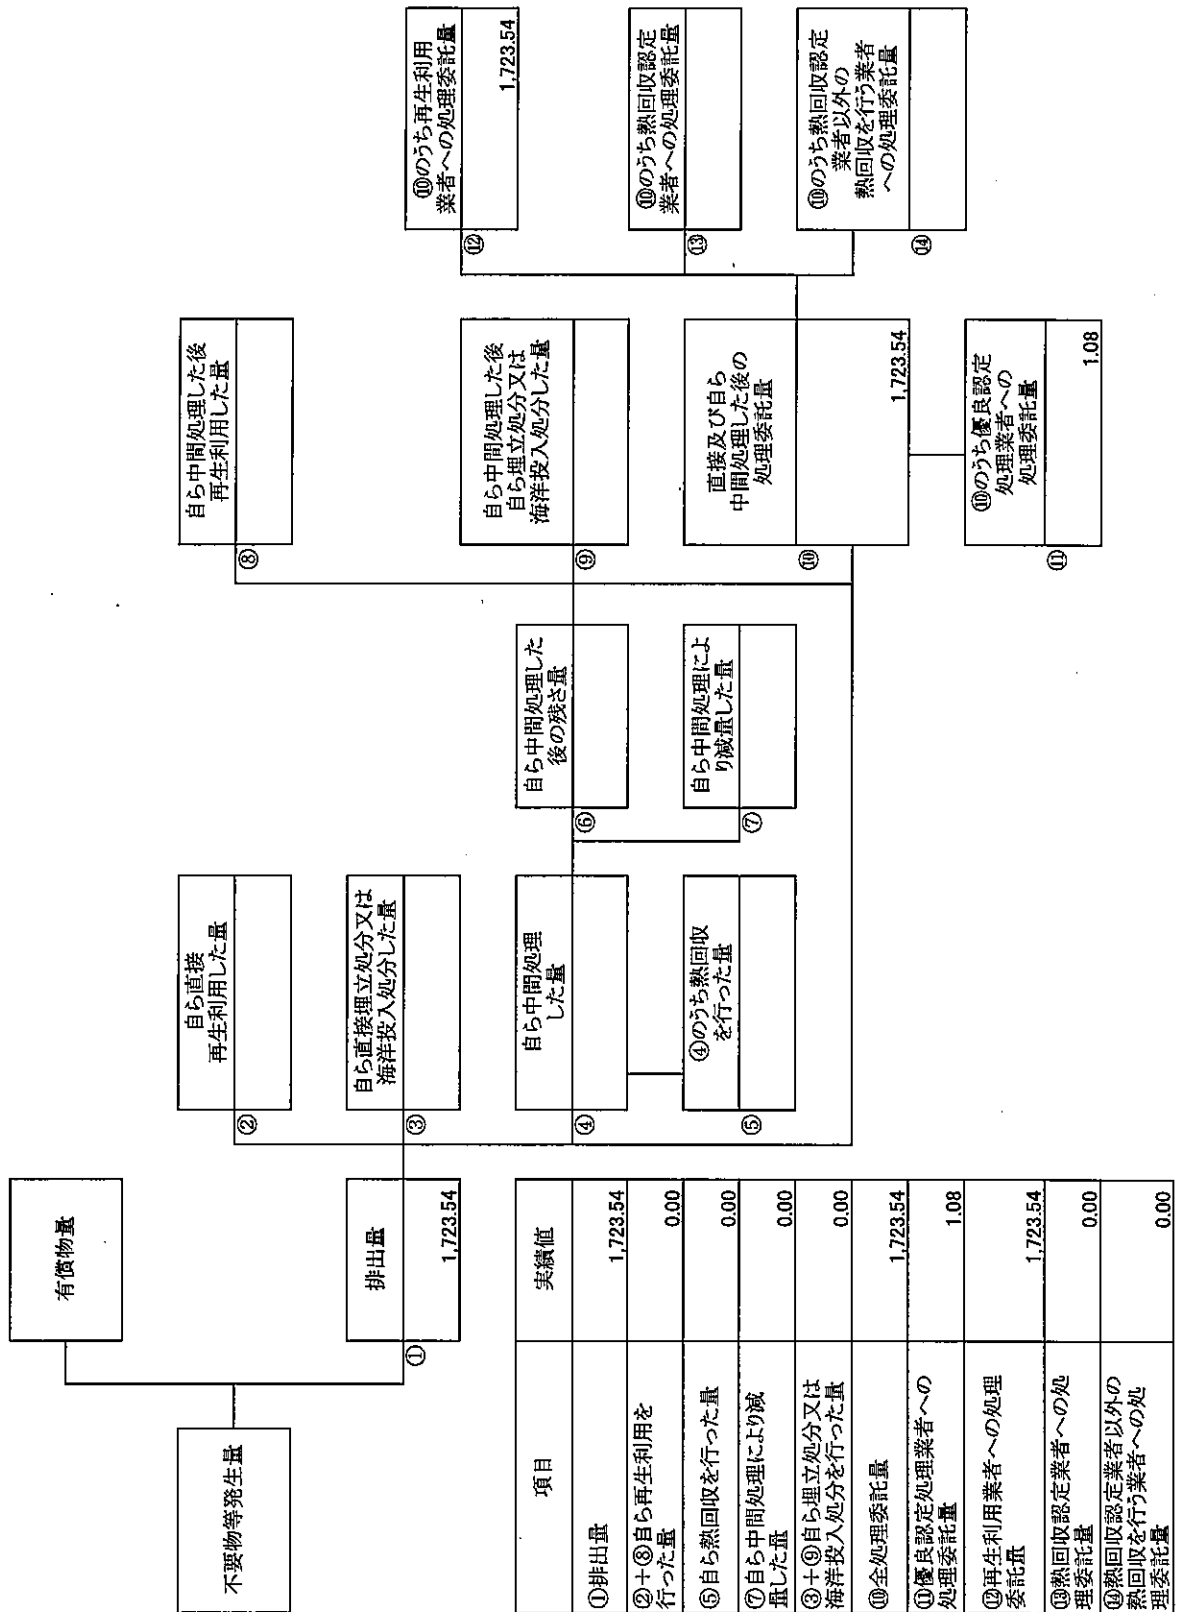 不要物等発生量
有償物量
①
排出量
1,723.54
②
自ら直接
再生利用した量
③
自ら直接埋立処分又は
海洋投入処分した量
④
自ら中間処理
した量
⑤
④のうち熱回収
を行った量
⑥
自ら中間処理した
後の残さ量
⑦
自ら中間処理によ
り減量した量
⑧
自ら中間処理した後
再生利用した量
⑨
自ら中間処理した後
自ら埋立処分又は
海洋投入処分した量
⑩
直接及び自ら
中間処理した後の
処理委託量
1,723.54
⑪
⑩のうち優良認定
処理業者への
処理委託量
1.08
⑫
⑩のうち再生利用
業者への処理委託量
1,723.54
⑬
⑩のうち熱回収認定
業者への処理委託量
⑭
⑩のうち熱回収認定
業者以外の
熱回収を行う業者
への処理委託量
項目 実績値
①排出量 1,723.54
②+⑧自ら再生利用を
行った量 0.00
⑤自ら熱回収を行った量 0.00
⑦自ら中間処理により減
量した量 0.00
③+⑨自ら埋立処分又は
海洋投入処分を行った量 0.00
⑩全処理委託量 1,723.54
⑪優良認定処理業者への
処理委託量 1.08
⑫再生利用業者への処理
委託量 1,723.54
⑬熱回収認定業者への処
理委託量 0.00
⑭熱回収認定業者以外の
熱回収を行う業者への処
理委託量 0.00